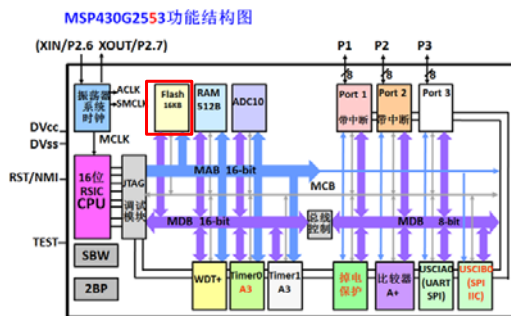 MSP430G2553功能结构图
(XIN/P2.6 XOUT/P2.7)
P1
P2
P3
8
8
8
振荡器
系统
时钟
ACLK
SMCLK
Flash
16KB
RAM
512B
ADC10
Port 1
带中断
Port 2
带中断
Port 3
DVcc
DVss
MCLK
RST/NMI
16位
RSIC
CPU
JTAG
调试
模块
MAB 16-bit
MCB
MDB 16-bit
总线
控制
MDB 8-bit
TEST
SBW
2BP
WDT+
Timer0
A3
Timer1
A3
掉电
保护
比较器
A+
USCIA0
(UART
SPI)
USCIB0
(SPI
IIC)